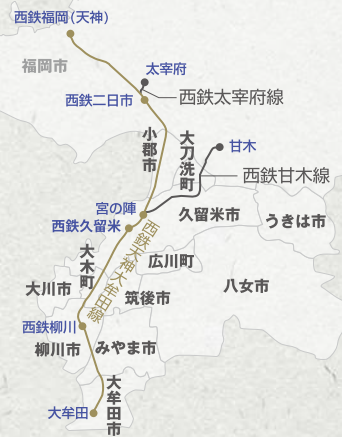 西鉄福岡(天神)
福岡市
太宰府
西鉄二日市
西鉄太宰府線
小郡市
大刀洗町
甘木
西鉄甘木線
宮の陣
久留米市
うきは市
西鉄久留米
西鉄天神大牟田線
大木町
広川町
大川市
筑後市
八女市
西鉄柳川
柳川市
みやま市
大牟田
大牟田市